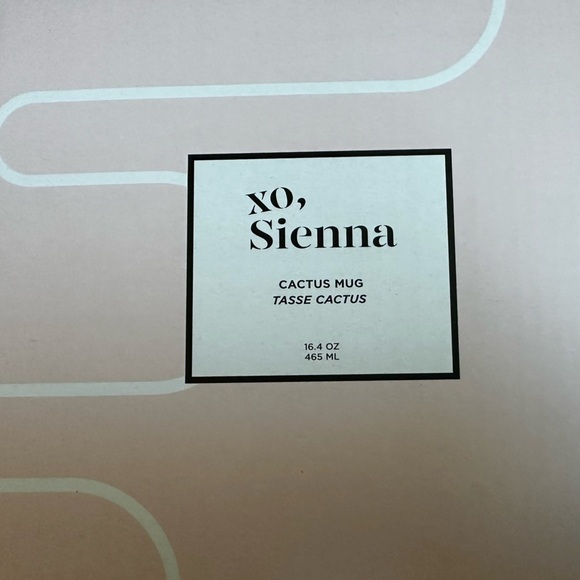 xo,
Sienna
CACTUS MUG
TASSE CACTUS
16.4 OZ
465 ML